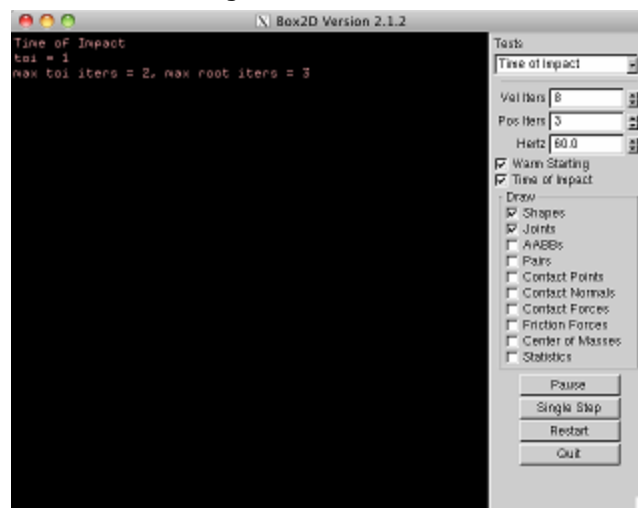 Box2D Version 2.1.2
Time of Impact
toi = 1
max toi iters = 2, max root iters = 3
Tests
Time of Impact
Vel Iters 8
Pos Iters 3
Hertz 60.0
Warm Starting
Time of Impact
Draw
Shapes
Joints
AABBs
Pairs
Contact Points
Contact Normals
Contact Forces
Friction Forces
Center of Masses
Statistics
Pause
Single Step
Restart
Quit